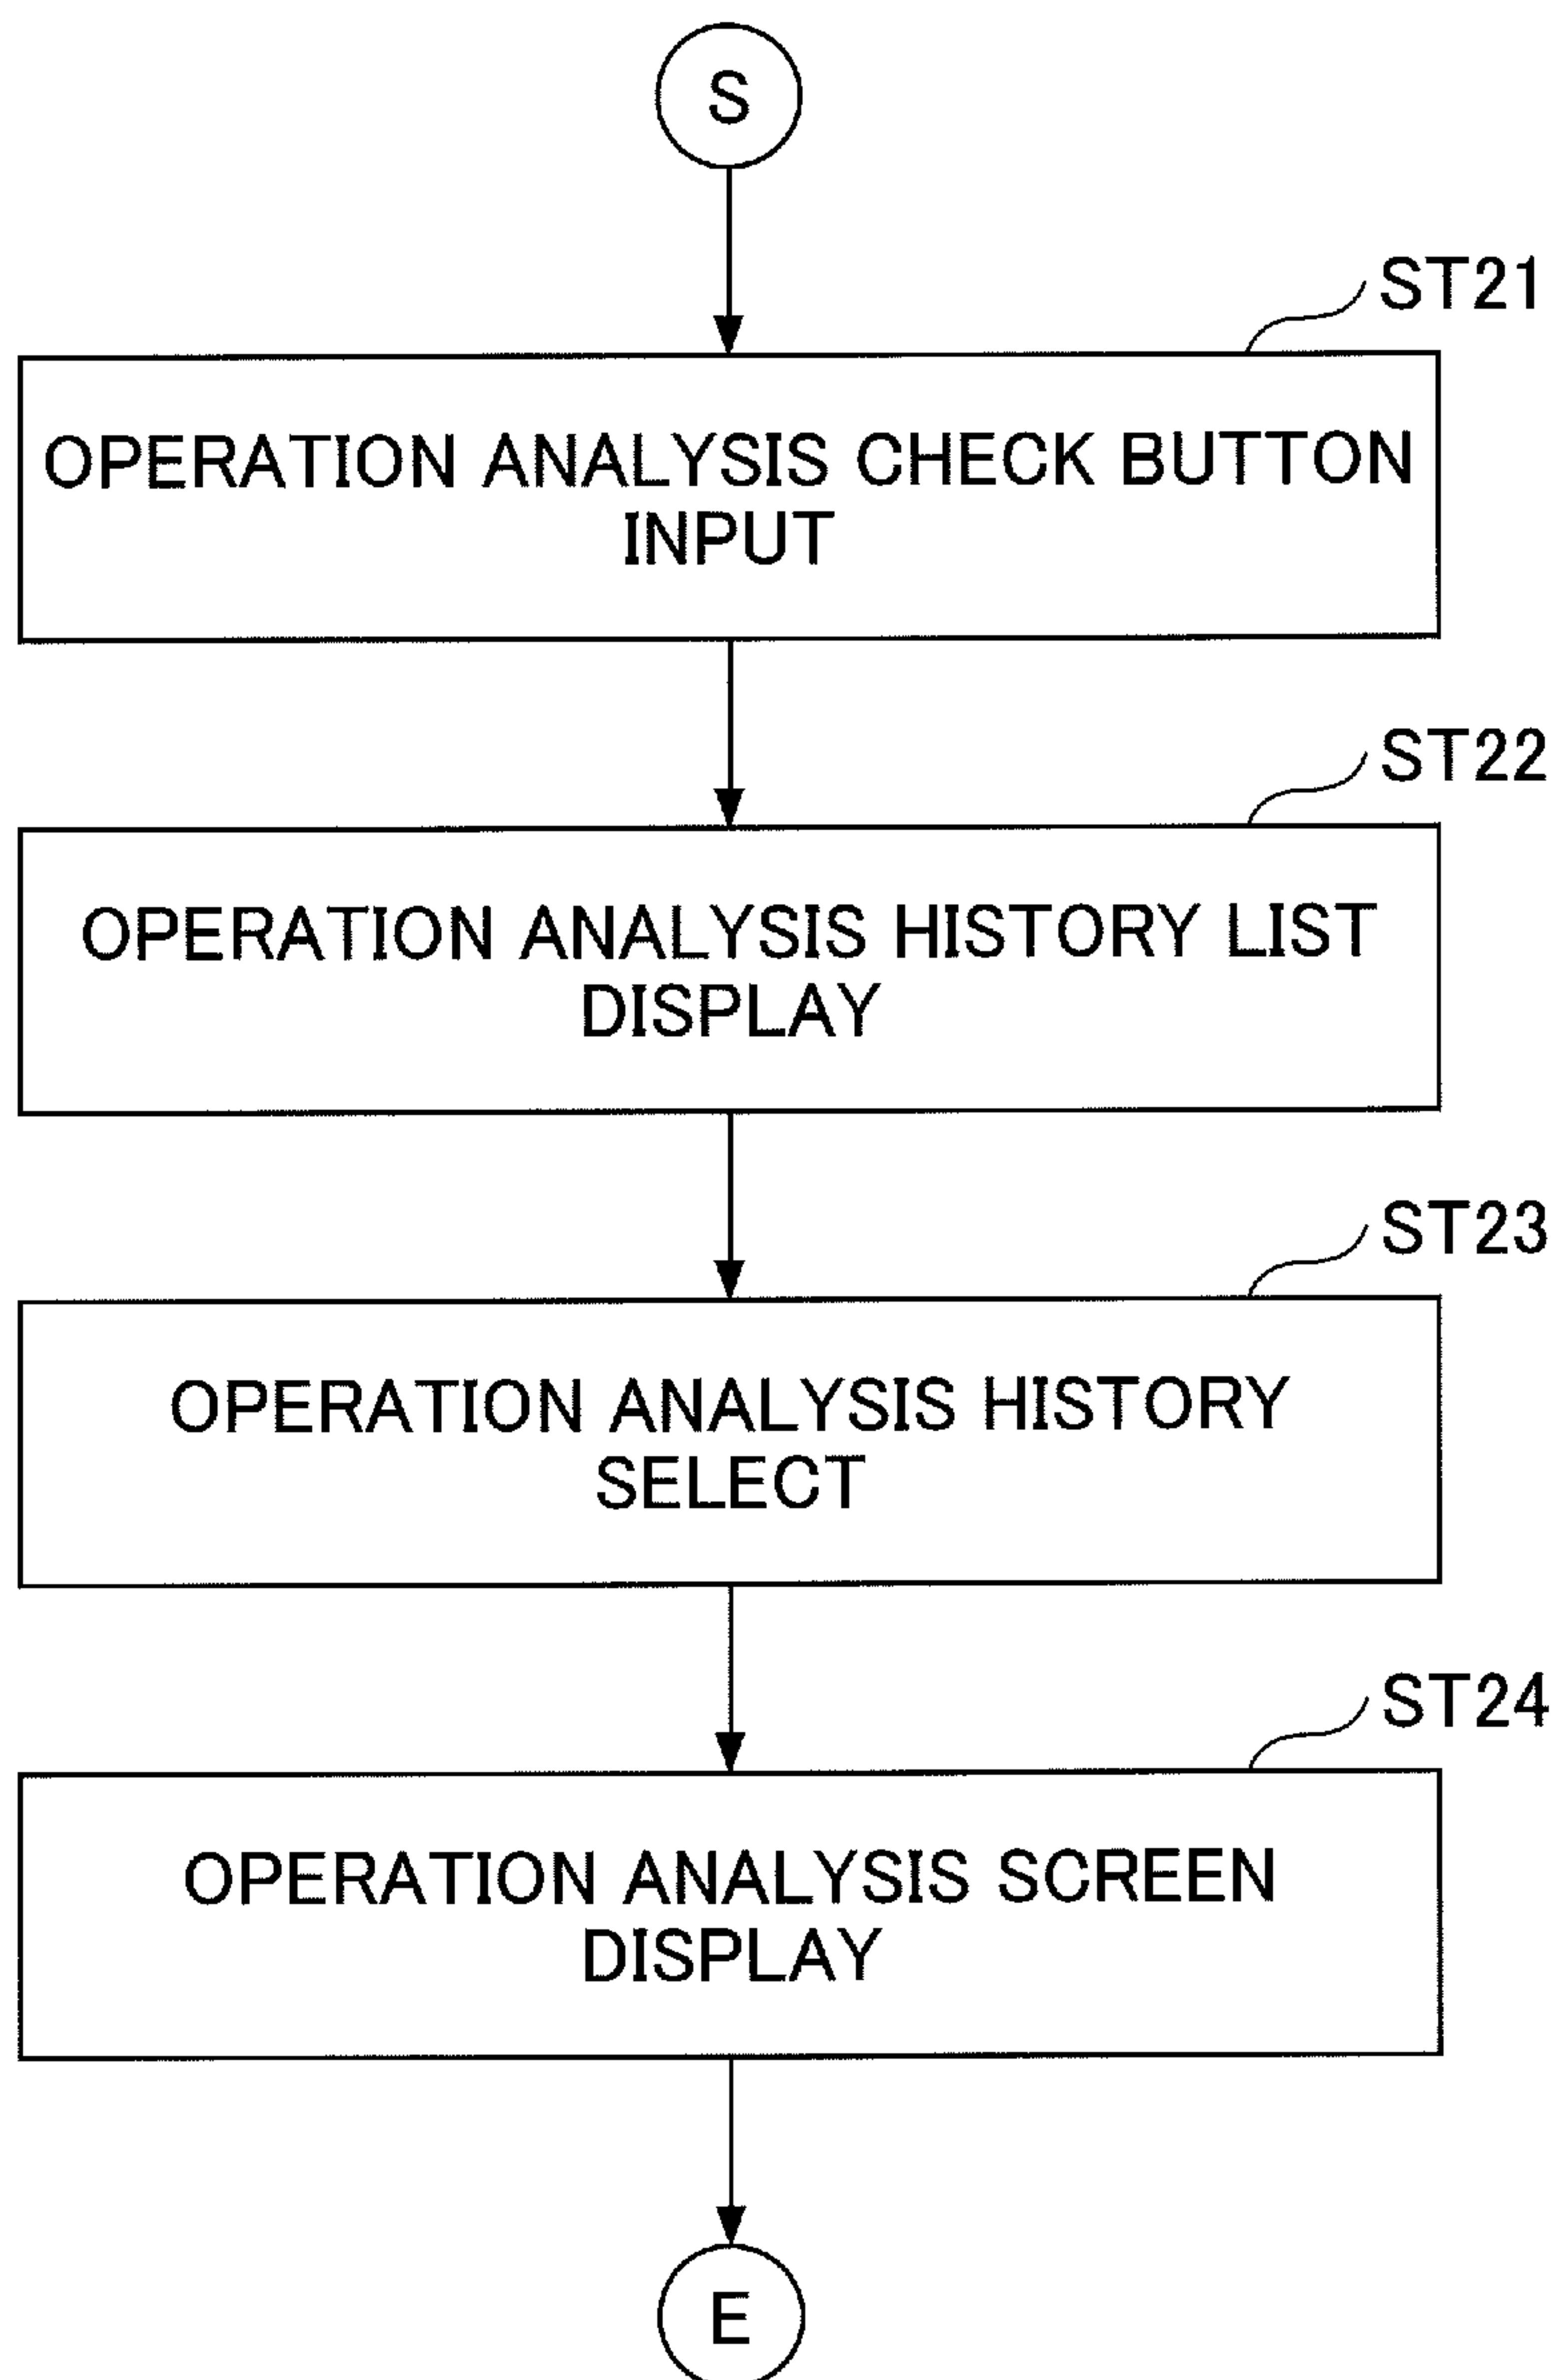 S
ST21
OPERATION ANALYSIS CHECK BUTTON
INPUT
ST22
OPERATION ANALYSIS HISTORY LIST
DISPLAY
ST23
OPERATION ANALYSIS HISTORY
SELECT
ST24
OPERATION ANALYSIS SCREEN
DISPLAY
E